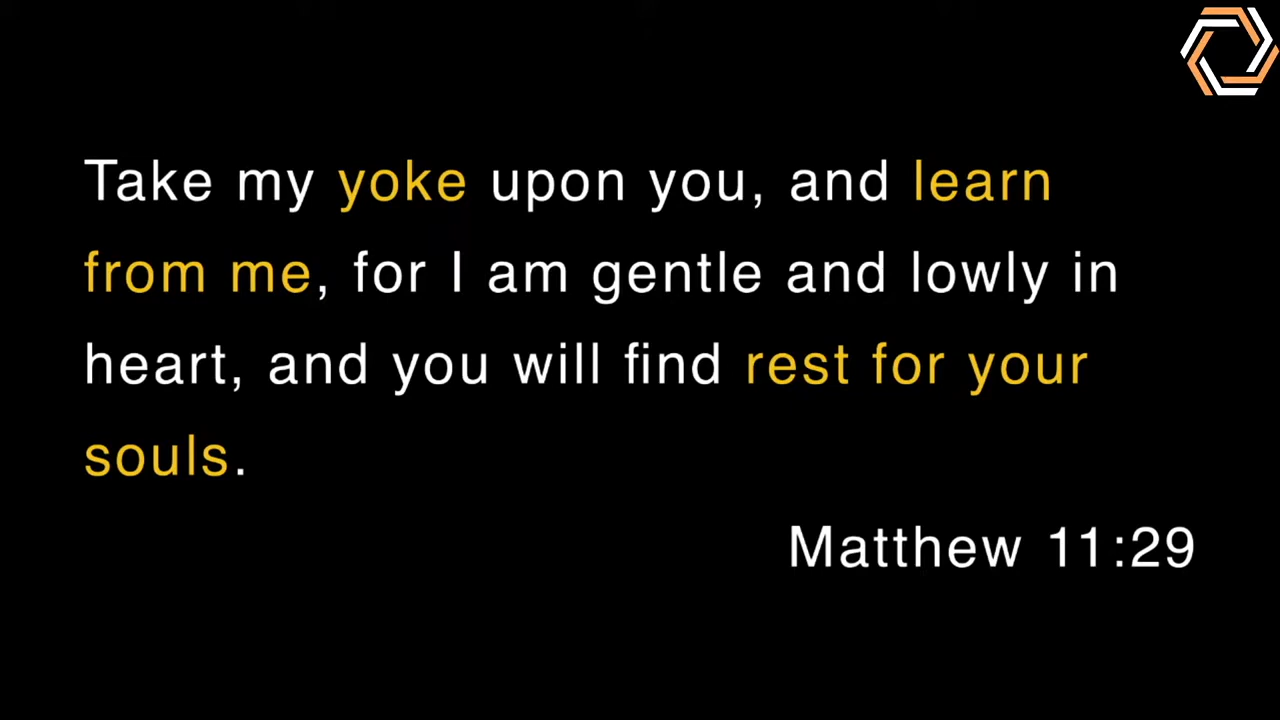 Take my yoke upon you, and learn
from me, for I am gentle and lowly in
heart, and you will find rest for your
souls.
Matthew 11:29